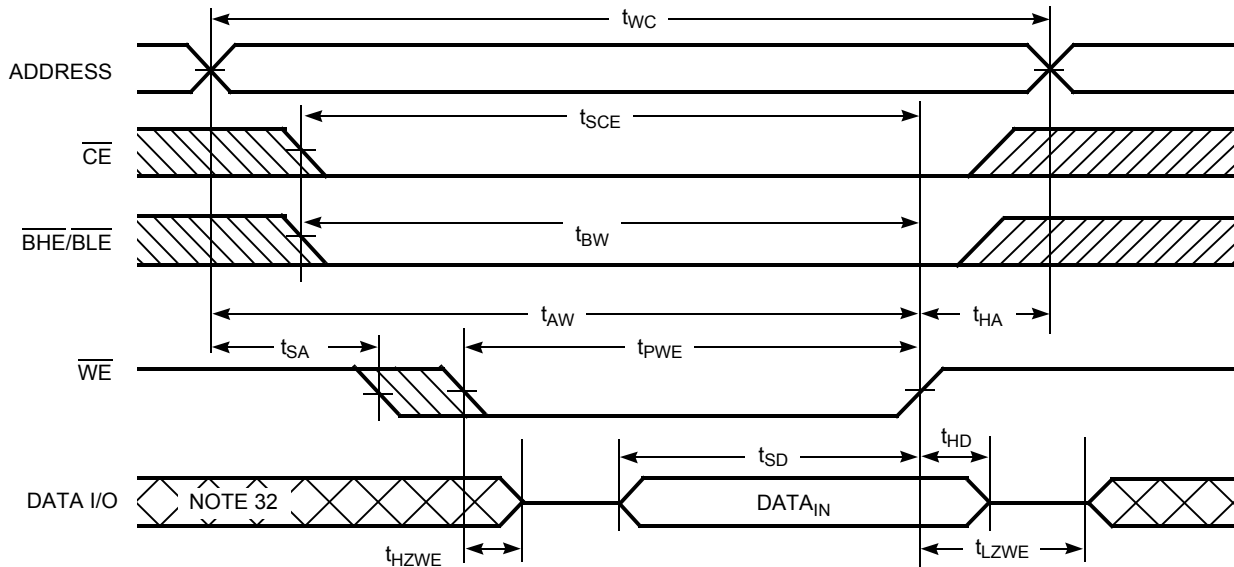 tWC
ADDRESS
tSCE
CE
BHE/BLE
tBW
tAW
tHA
tSA
tPWE
WE
tHD
tSD
DATA I/O
NOTE 32
DATAIN
tHZWE
tLZWE